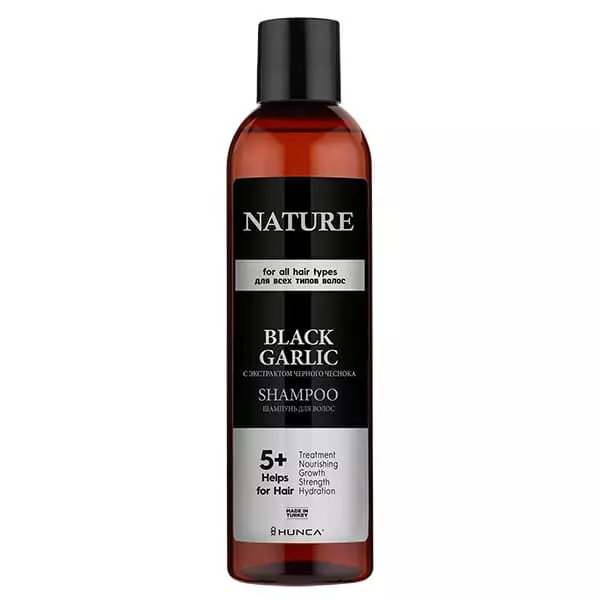 NATURE
for all hair types
для всех типов волос
BLACK
GARLIC
С ЭКСТРАКТОМ ЧЕРНОГО ЧЕСНОКА
SHAMPOO
ШАМПУНЬ ДЛЯ ВОЛОС
5+
Helps
for Hair
Treatment
Nourishing
Growth
Strength
Hydration
MADE IN
TURKEY
HUNCA